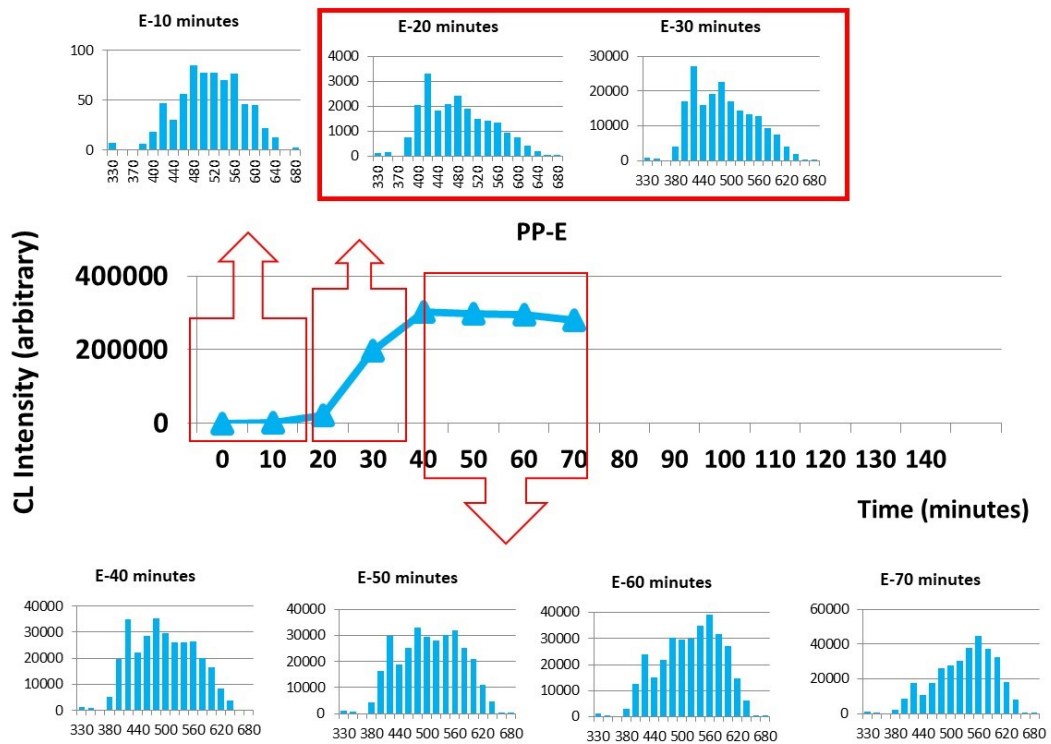 E-10 minutes
100
50
0
330 400 440 480 520 560 600 640 680
E-20 minutes
4000
3000
2000
1000
0
330 370 400 440 480 520 560 600 640 680
E-30 minutes
30000
20000
10000
0
330 380 440 500 560 620 680
PP-E
CL Intensity (arbitrary)
400000
200000
0
0 10 20 30 40 50 60 70 80 90 100 110 120 130 140
Time (minutes)
E-40 minutes
40000
30000
20000
10000
0
330 380 440 500 560 620 680
E-50 minutes
40000
30000
20000
10000
0
330 380 440 500 560 620 680
E-60 minutes
40000
30000
20000
10000
0
330 380 440 500 560 620 680
E-70 minutes
60000
40000
20000
0
330 380 440 500 560 620 680